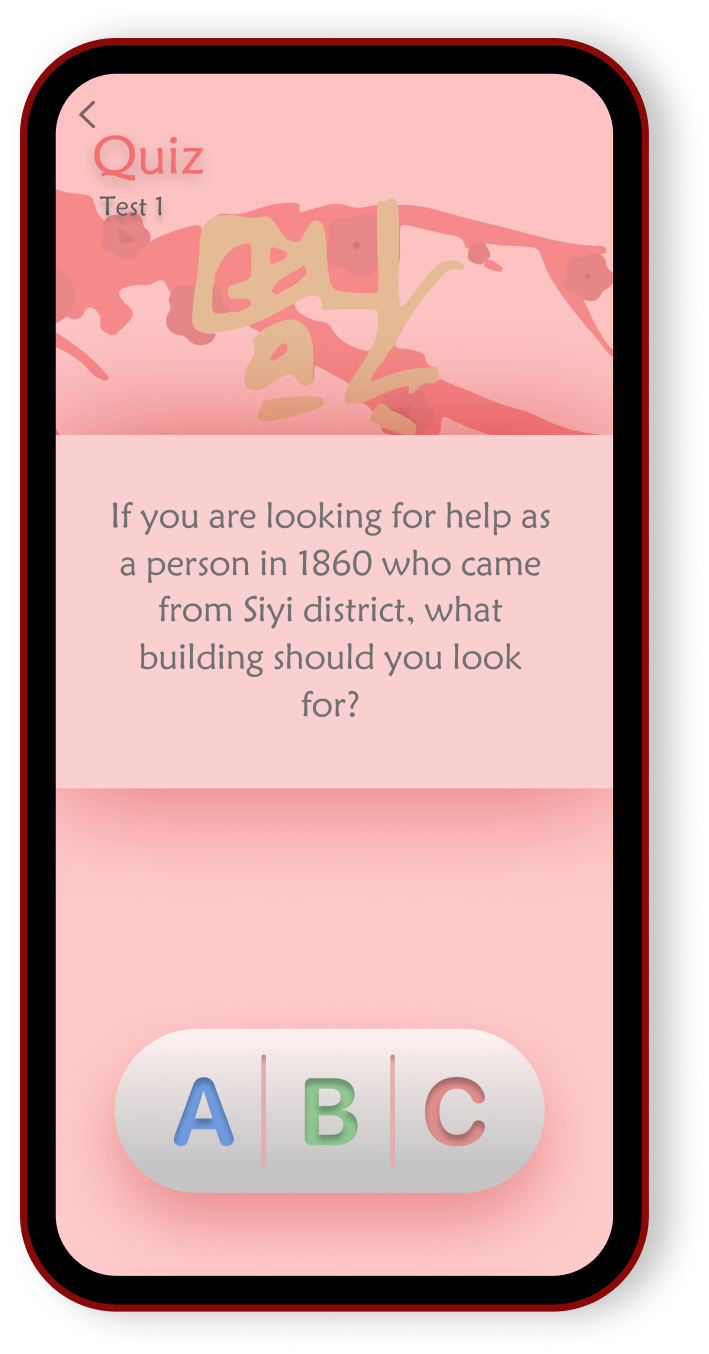 Quiz
Test 1
If you are looking for help as
a person in 1860 who came
from Siyi district, what
building should you look
for?
A B C